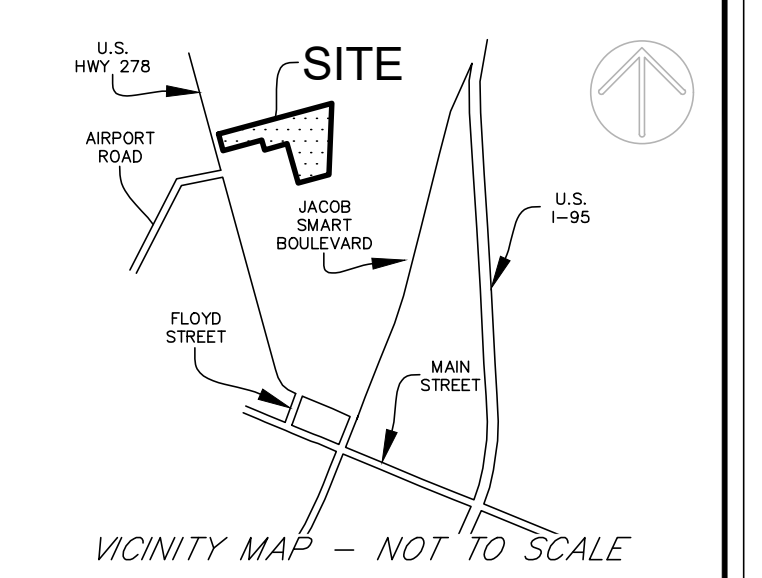 U.S.
HWY 278
SITE
AIRPORT
ROAD
JACOB
SMART
BOULEVARD
U.S.
I-95
FLOYD
STREET
MAIN
STREET
VICINITY MAP - NOT TO SCALE